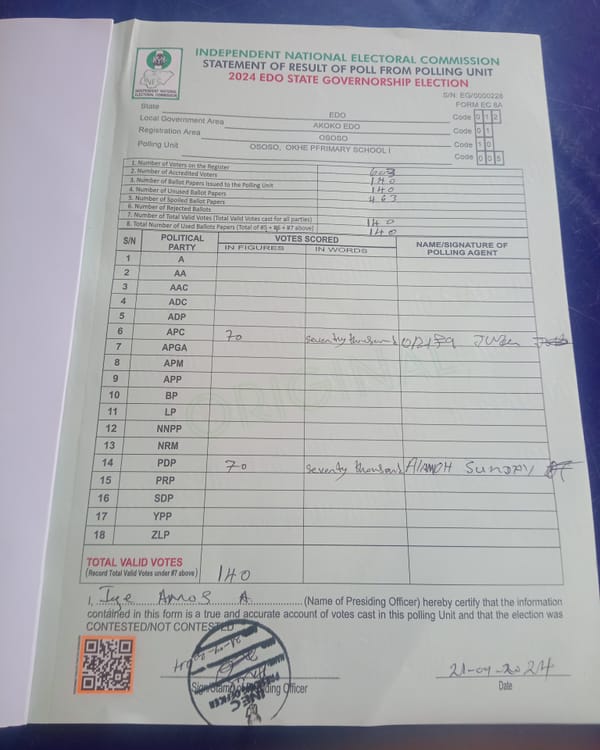 INDEPENDENT NATIONAL ELECTORAL COMMISSION
STATEMENT OF RESULT OF POLL FROM POLLING UNIT
2024 EDO STATE GOVERNORSHIP ELECTION
INDEPENDENT NATIONAL
ELECTORAL COMMISSION
S/N: EG/0000228
FORM EC 8A
State EDO Code 0 1 2
Local Government Area AKOKO EDO Code 0 1
Registration Area OSOSO Code 1 0
Polling Unit OSOSO, OKHE PFRIMARY SCHOOL I Code 0 0 5
1. Number of Voters on the Register 603
2. Number of Accredited Voters 140
3. Number of Ballot Papers Issued to the Polling Unit 140
4. Number of Unused Ballot Papers 463
5. Number of Spoiled Ballot Papers
6. Number of Rejected Ballots
7. Number of Total Valid Votes (Total Valid Votes cast for all parties) 140
8. Total Number of Used Ballots Papers (Total of #5 + #6 + #7 above) 140
S/N POLITICAL PARTY VOTES SCORED NAME/SIGNATURE OF POLLING AGENT
IN FIGURES IN WORDS
1 A
2 AA
3 AAC
4 ADC
5 ADP
6 APC 70 seventy thousand
7 APGA
8 APM
9 APP
10 BP
11 LP
12 NNPP
13 NRM
14 PDP 70 seventy thousand SUNDAY
15 PRP
16 SDP
17 YPP
18 ZLP
TOTAL VALID VOTES 140
(Record Total Valid Votes under #7 above)
I, Ige AMOS A (Name of Presiding Officer) hereby certify that the information
contained in this form is a true and accurate account of votes cast in this polling Unit and that the election was
CONTESTED/NOT CONTESTED
Sign/Stamp of Presiding Officer
INEC
PRESIDING OFFICER
21-09-2024
Date
ORIGINAL